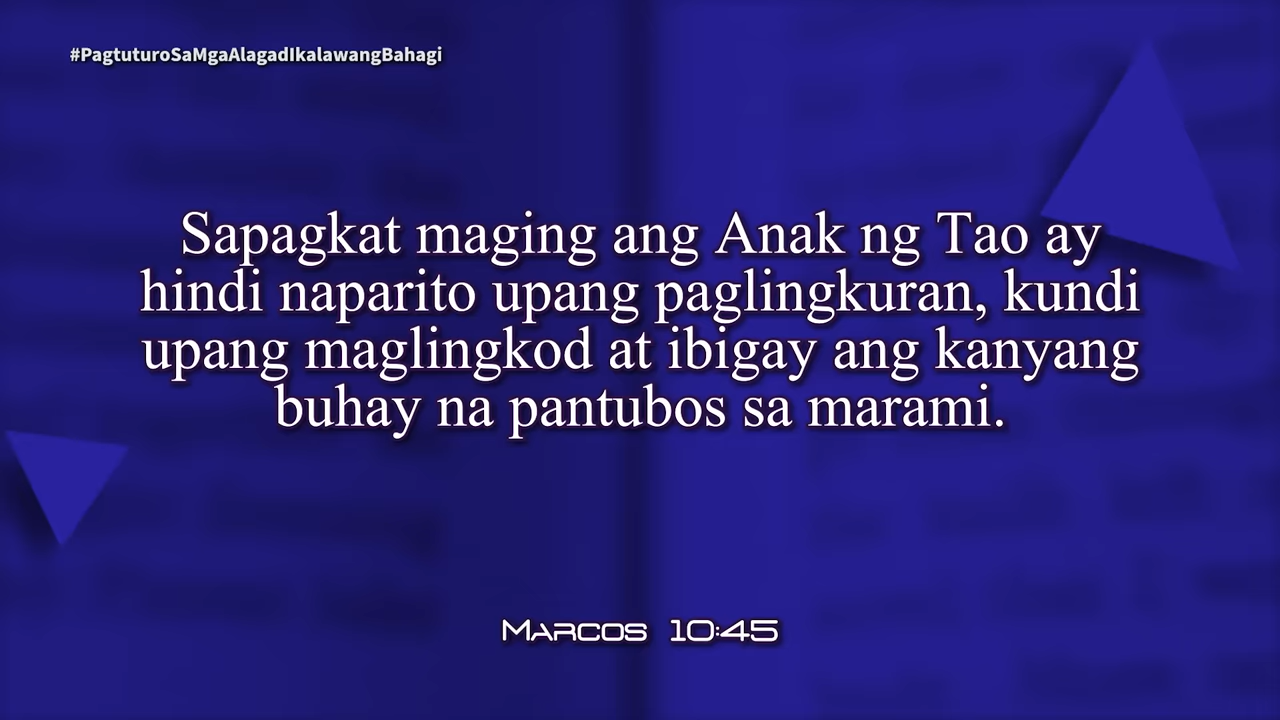 #PagtuturoSaMgaAlagadIkalawangBahagi
Sapagkat maging ang Anak ng Tao ay
hindi naparito upang paglingkuran, kundi
upang maglingkod at ibigay ang kanyang
buhay na pantubos sa marami.
Marcos 10:45